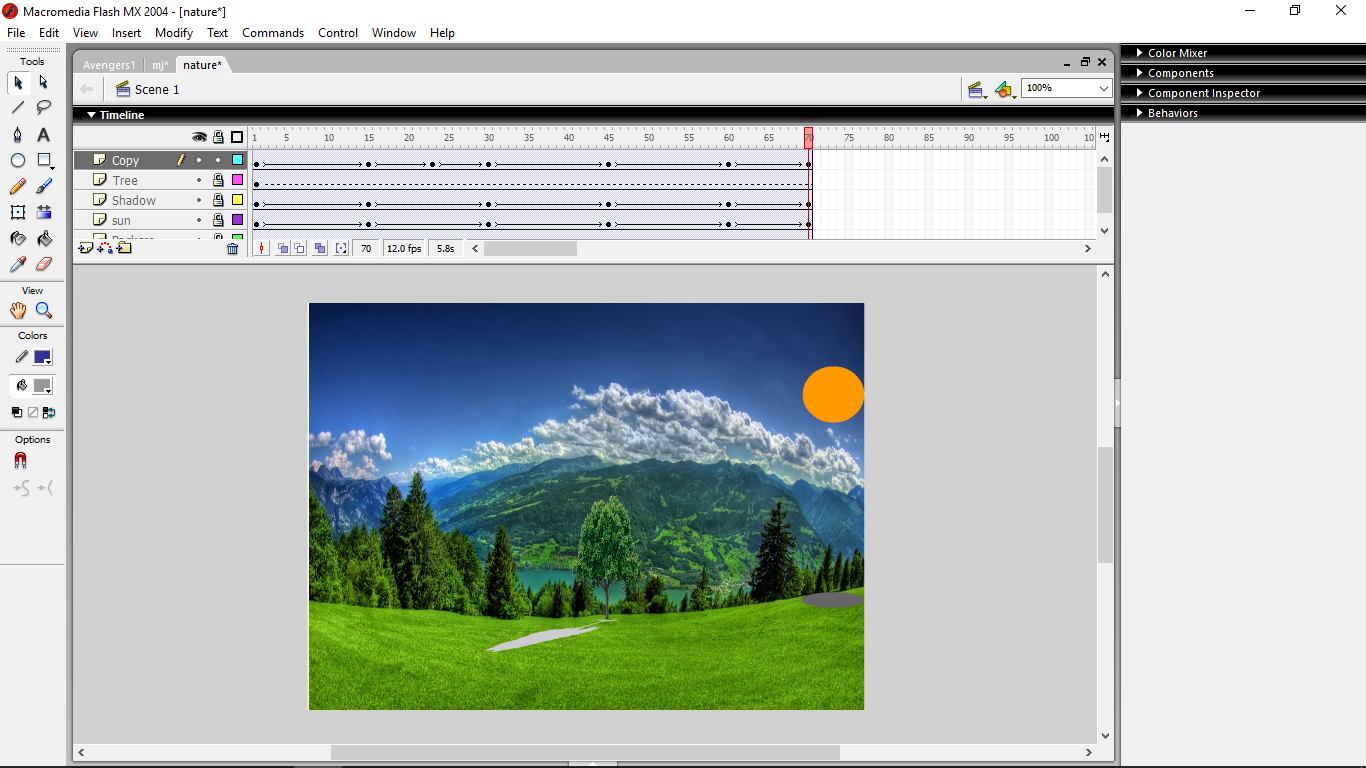 Macromedia Flash MX 2004 - [nature*]
File Edit View Insert Modify Text Commands Control Window Help
Tools
View
Colors
Options
Avengers1 mj* nature*
Scene 1
100%
Timeline
1 5 10 15 20 25 30 35 40 45 50 55 60 65 70 75 80 85 90 95 100 10
Copy
Tree
Shadow
sun
70 12.0 fps 5.8s
Color Mixer
Components
Component Inspector
Behaviors